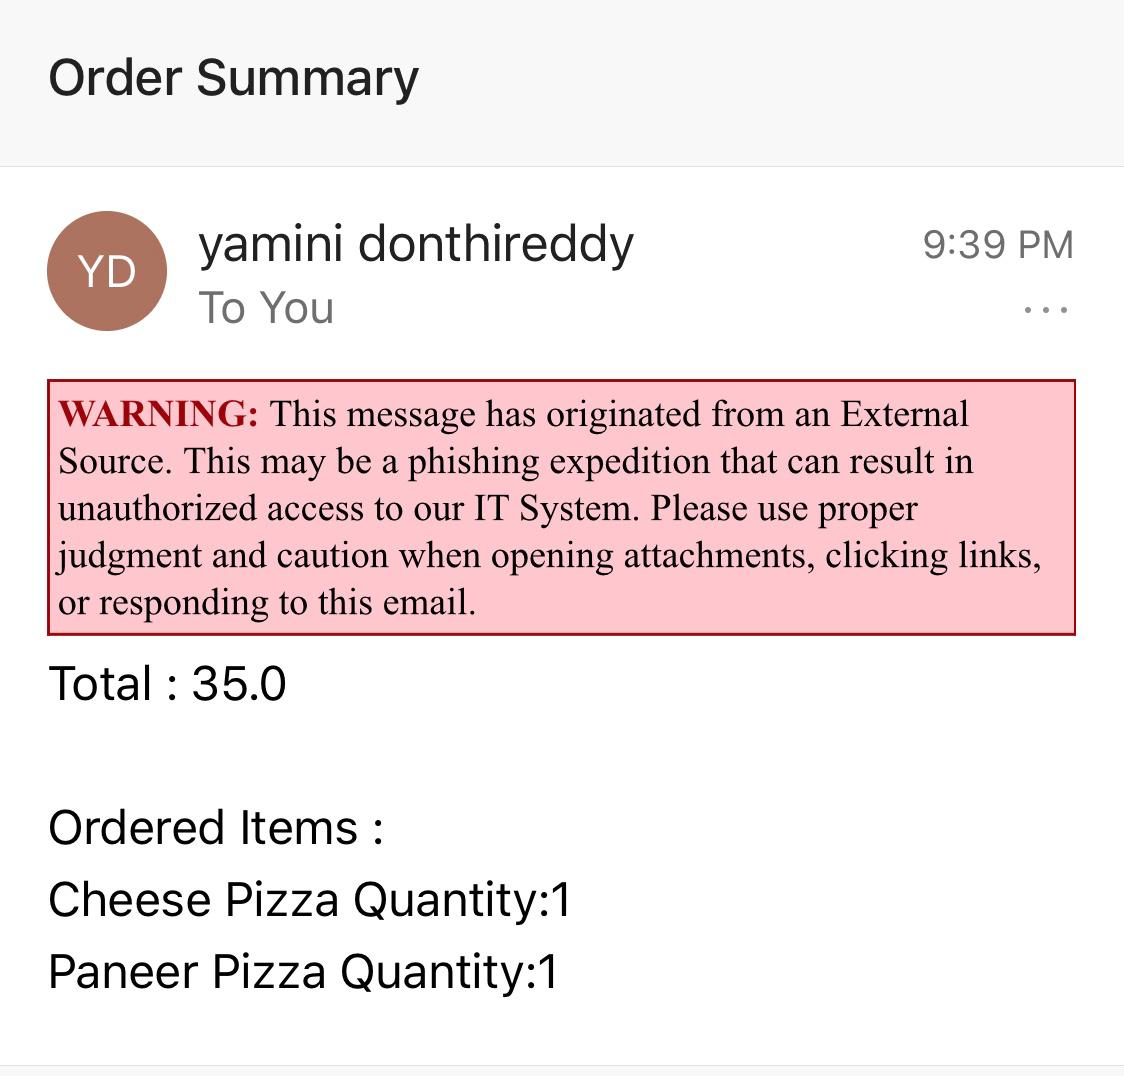 Order Summary
YD
yamini donthireddy
9:39 PM
To You
...
WARNING: This message has originated from an External
Source. This may be a phishing expedition that can result in
unauthorized access to our IT System. Please use proper
judgment and caution when opening attachments, clicking links,
or responding to this email.
Total : 35.0
Ordered Items :
Cheese Pizza Quantity:1
Paneer Pizza Quantity:1